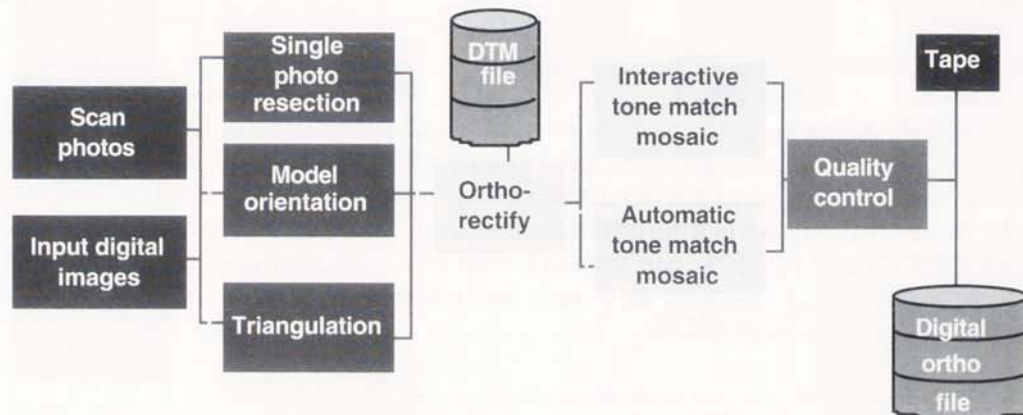 Scan
photos
Input digital
images
Single
photo
resection
Model
orientation
Triangulation
DTM
file
Ortho-
rectify
Interactive
tone match
mosaic
Automatic
tone match
mosaic
Quality
control
Tape
Digital
ortho
file